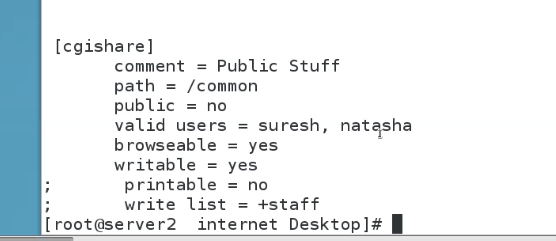 [cgishare]
comment = Public Stuff
path = /common
public = no
valid users = suresh, natasha
browseable = yes
writable = yes
; printable = no
; write list = +staff
[root@server2 internet Desktop]#